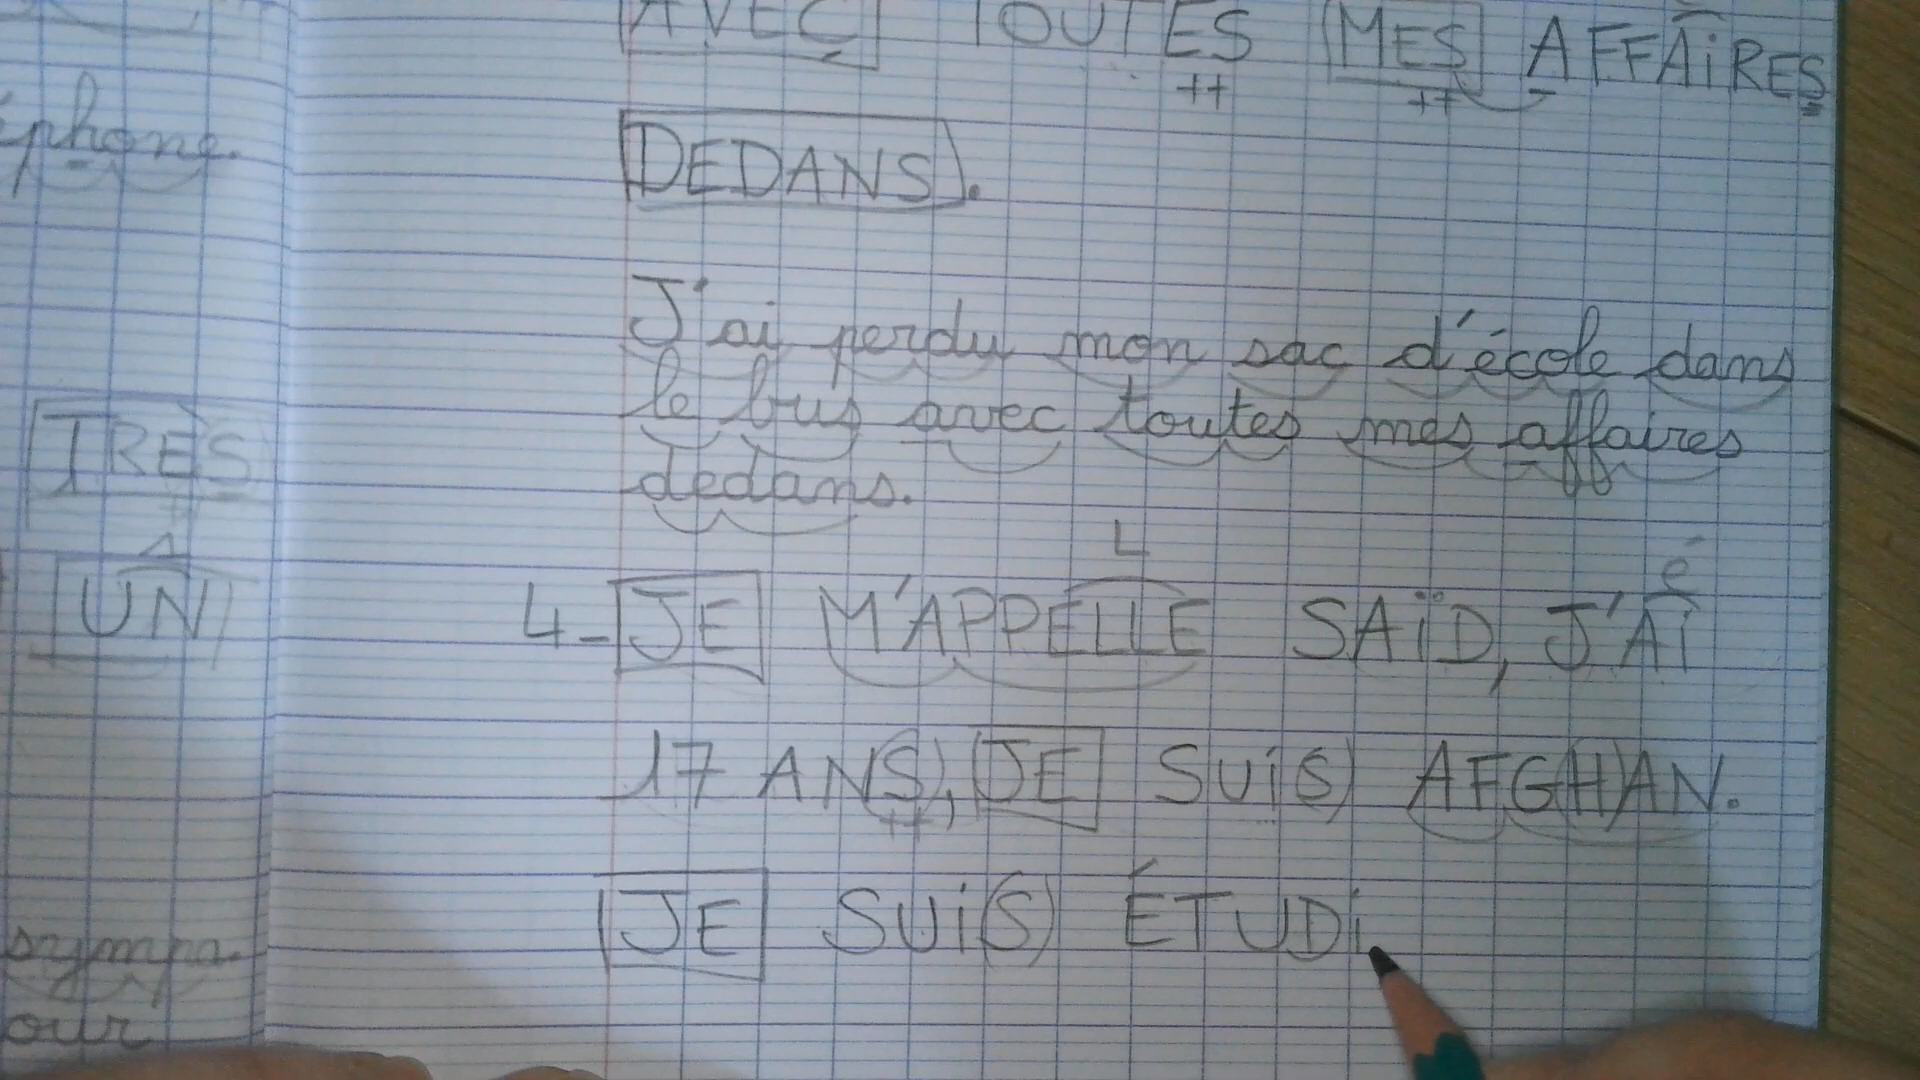 AVEC TOUTES MES AFFAIRES
++ ++
DEDANS.
J'ai perdu mon sac d'école dans
le bus avec toutes mes affaires
dedans.
L é
4- JE M'APPELLE SAÏD, J'Ai
17 ANS, JE SUiS AFGHAN.
++
JE SUiS ÉTUDi
TRÈS
UN
sympa.
our